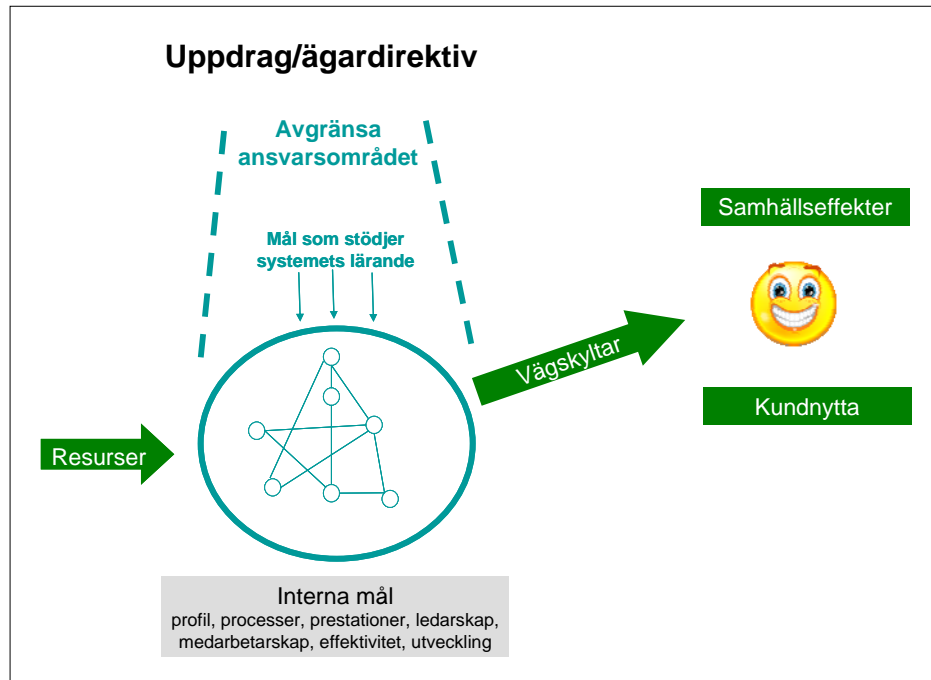 Uppdrag/ägardirektiv
Avgränsa
ansvarsområdet
Mål som stödjer
systemets lärande
Samhällseffekter
Vägskyltar
Kundnytta
Resurser
Interna mål
profil, processer, prestationer, ledarskap,
medarbetarskap, effektivitet, utveckling